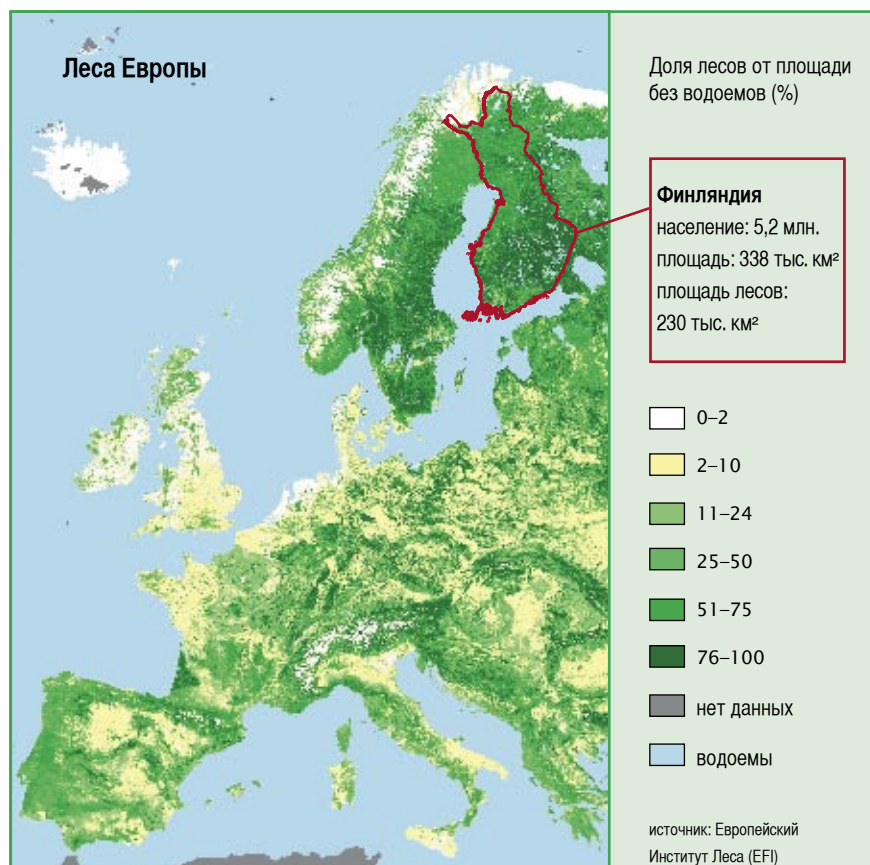 Леса Европы
Доля лесов от площади
без водоемов (%)
Финляндия
население: 5,2 млн.
площадь: 338 тыс. км²
площадь лесов:
230 тыс. км²
0–2
2–10
11–24
25–50
51–75
76–100
нет данных
водоемы
источник: Европейский
Институт Леса (EFI)